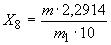 X₈ = m · 2,2914 / m₁ · 10